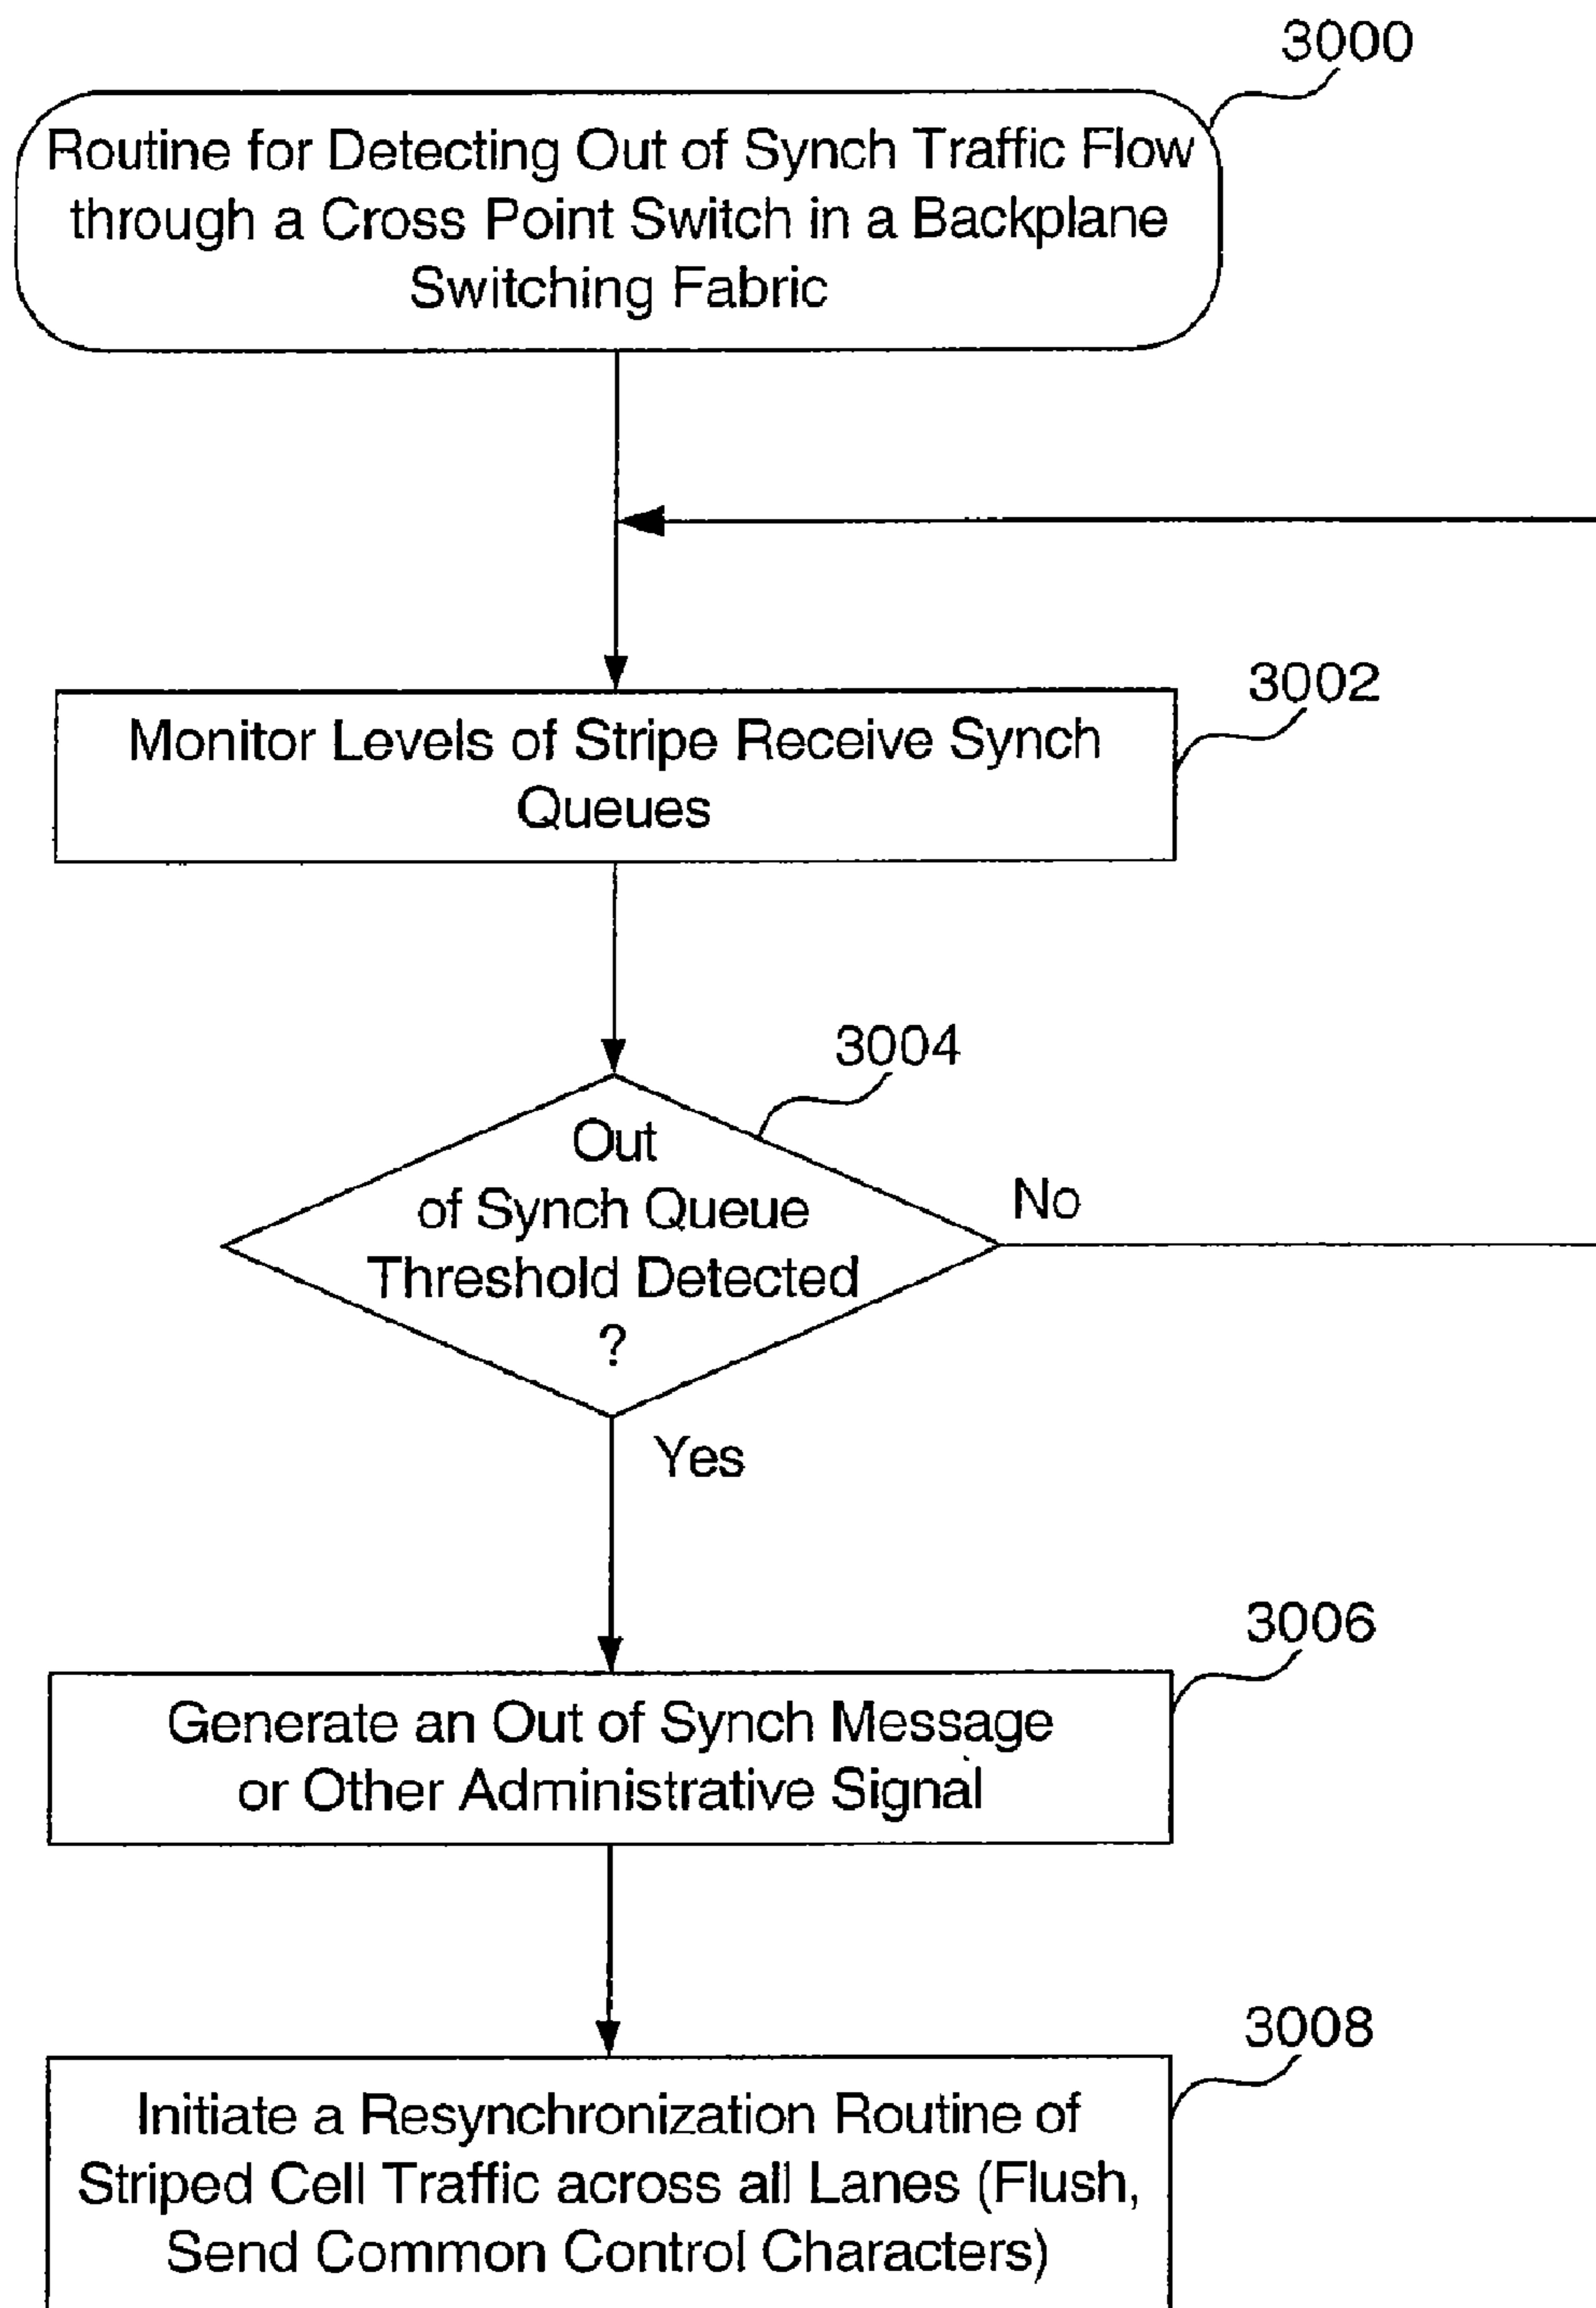 3000
Routine for Detecting Out of Synch Traffic Flow
through a Cross Point Switch in a Backplane
Switching Fabric
3002
Monitor Levels of Stripe Receive Synch
Queues
3004
Out
of Synch Queue
Threshold Detected
?
No
Yes
3006
Generate an Out of Synch Message
or Other Administrative Signal
3008
Initiate a Resynchronization Routine of
Striped Cell Traffic across all Lanes (Flush,
Send Common Control Characters)